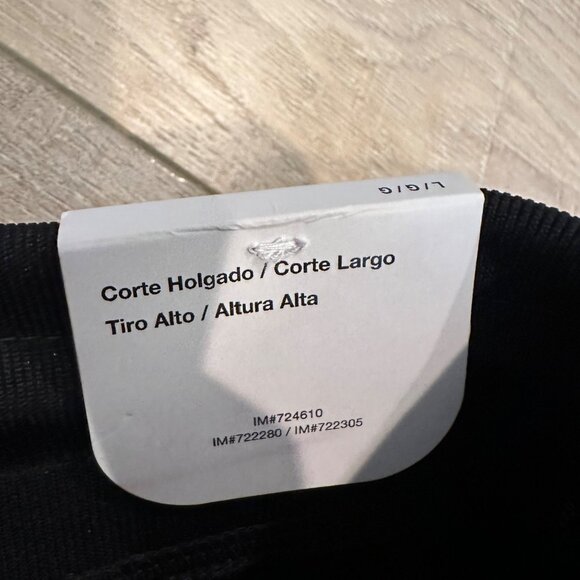 L/G/G
Corte Holgado / Corte Largo
Tiro Alto / Altura Alta
IM#724610
IM#722280 / IM#722305